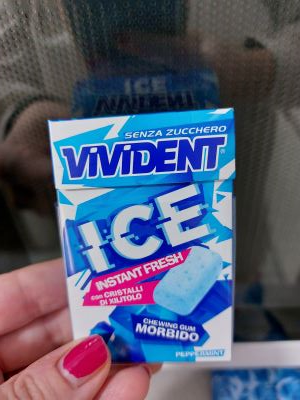 SENZA ZUCCHERO
ViViDENT
ICE
INSTANT FRESH
con CRISTALLI
DI XILITOLO
CHEWING GUM
MORBIDO
PEPPERMINT